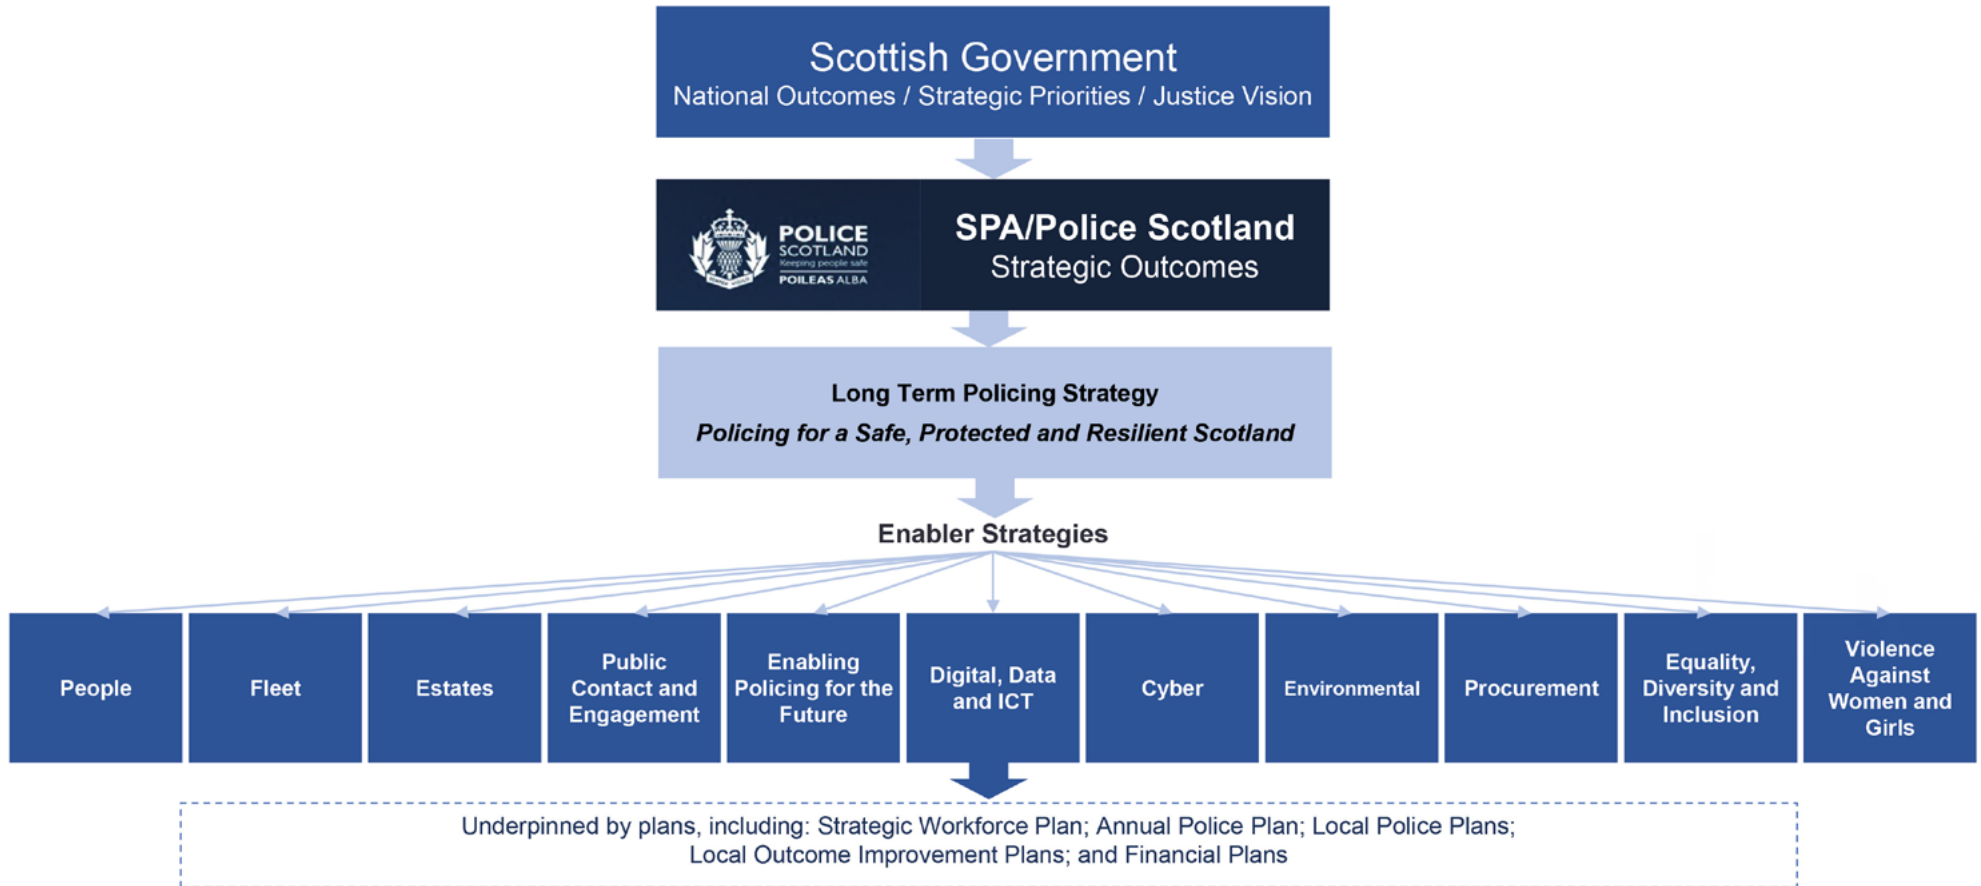 Scottish Government
National Outcomes / Strategic Priorities / Justice Vision
POLICE
SCOTLAND
Keeping people safe
POILEAS ALBA
SPA/Police Scotland
Strategic Outcomes
Long Term Policing Strategy
Policing for a Safe, Protected and Resilient Scotland
Enabler Strategies
People
Fleet
Estates
Public
Contact and
Engagement
Enabling
Policing for the
Future
Digital, Data
and ICT
Cyber
Environmental
Procurement
Equality,
Diversity and
Inclusion
Violence
Against
Women and
Girls
Underpinned by plans, including: Strategic Workforce Plan; Annual Police Plan; Local Police Plans;
Local Outcome Improvement Plans; and Financial Plans